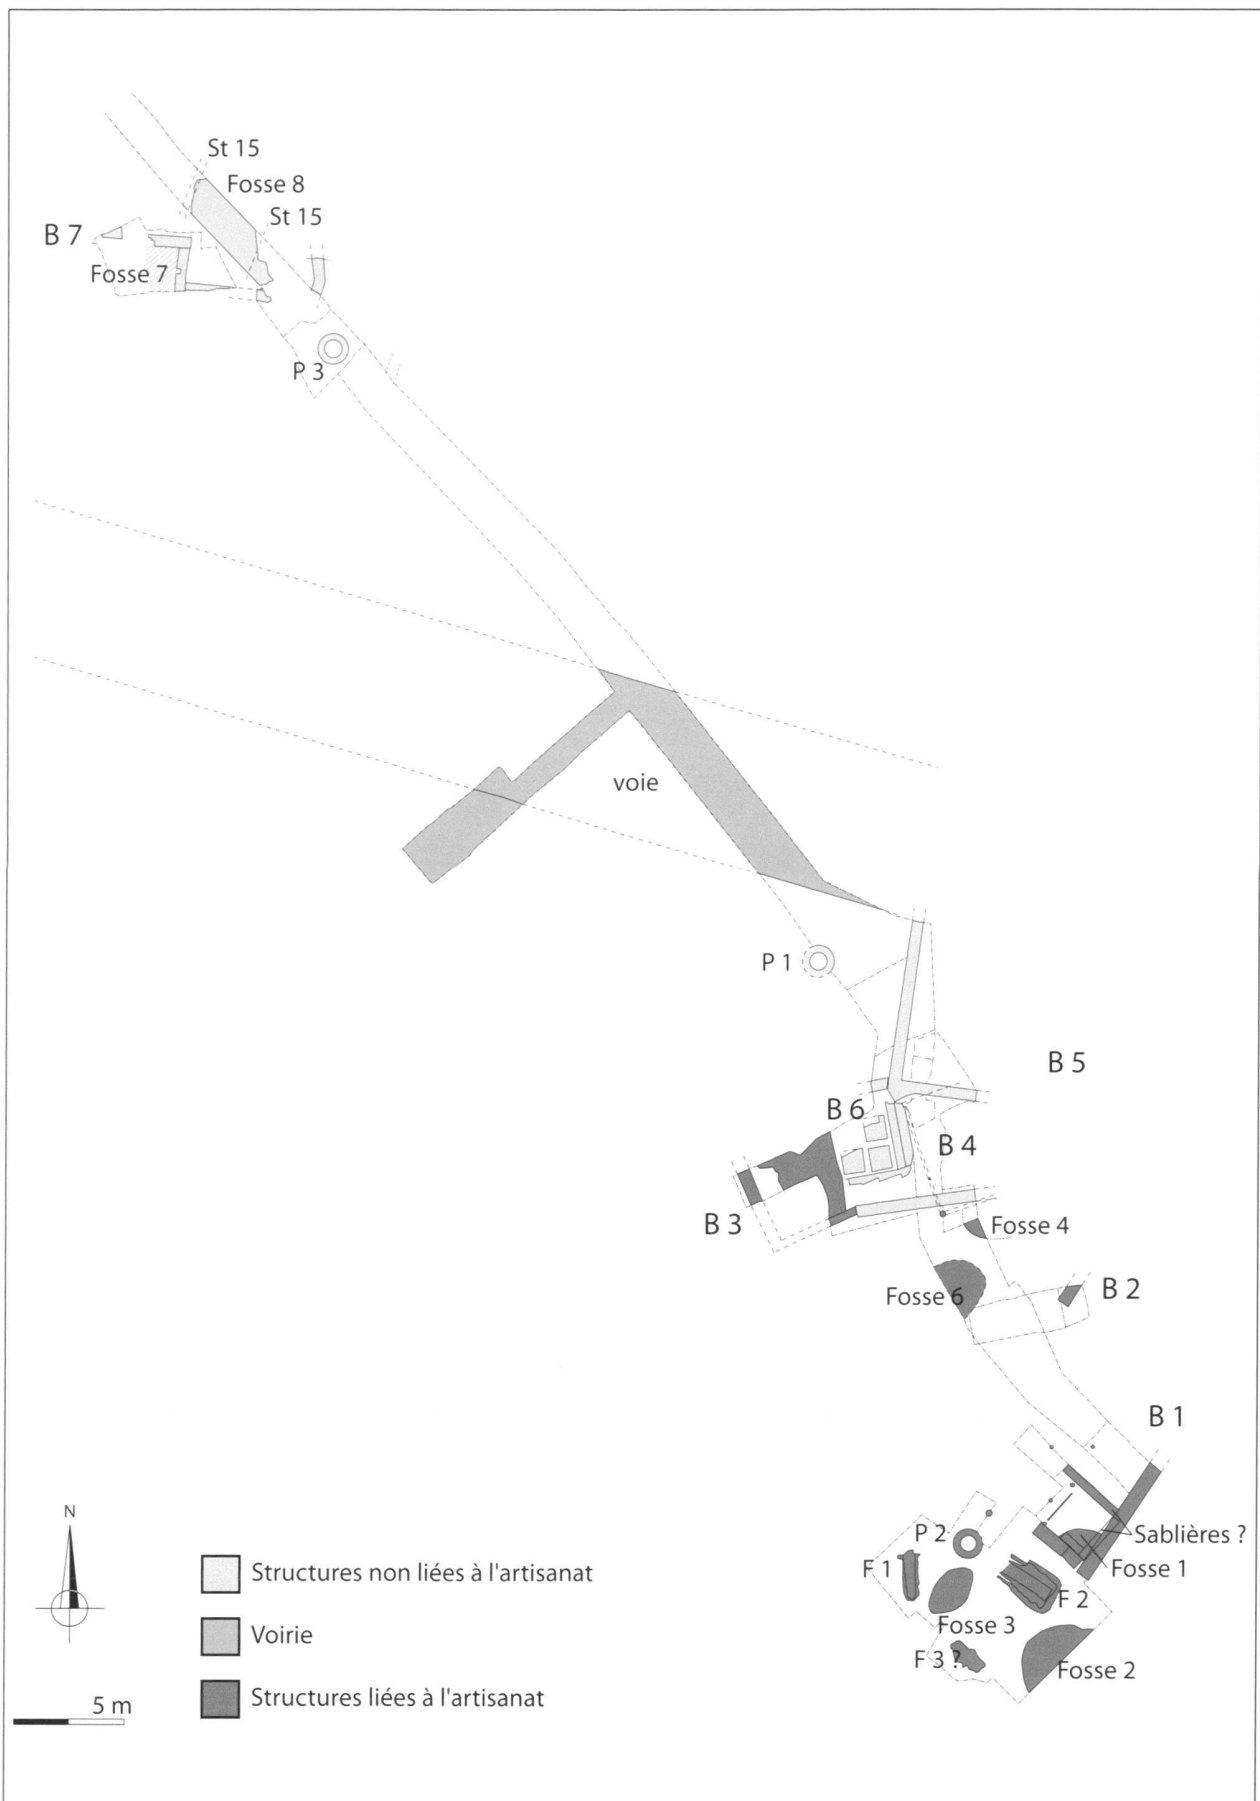 St 15
Fosse 8
St 15
B 7
Fosse 7
P 3
voie
P 1
B 5
B 6
B 4
B 3
Fosse 4
Fosse 6
B 2
B 1
N
P 2
Sablières ?
F 1
Fosse 1
F 2
Fosse 3
F 3 ?
Fosse 2
Structures non liées à l'artisanat
Voirie
Structures liées à l'artisanat
5 m